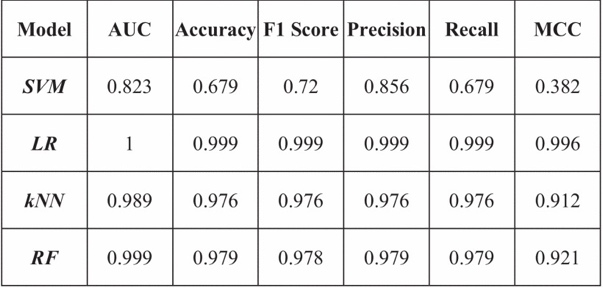 Model AUC Accuracy F1 Score Precision Recall MCC
SVM 0.823 0.679 0.72 0.856 0.679 0.382
LR 1 0.999 0.999 0.999 0.999 0.996
kNN 0.989 0.976 0.976 0.976 0.976 0.912
RF 0.999 0.979 0.978 0.979 0.979 0.921